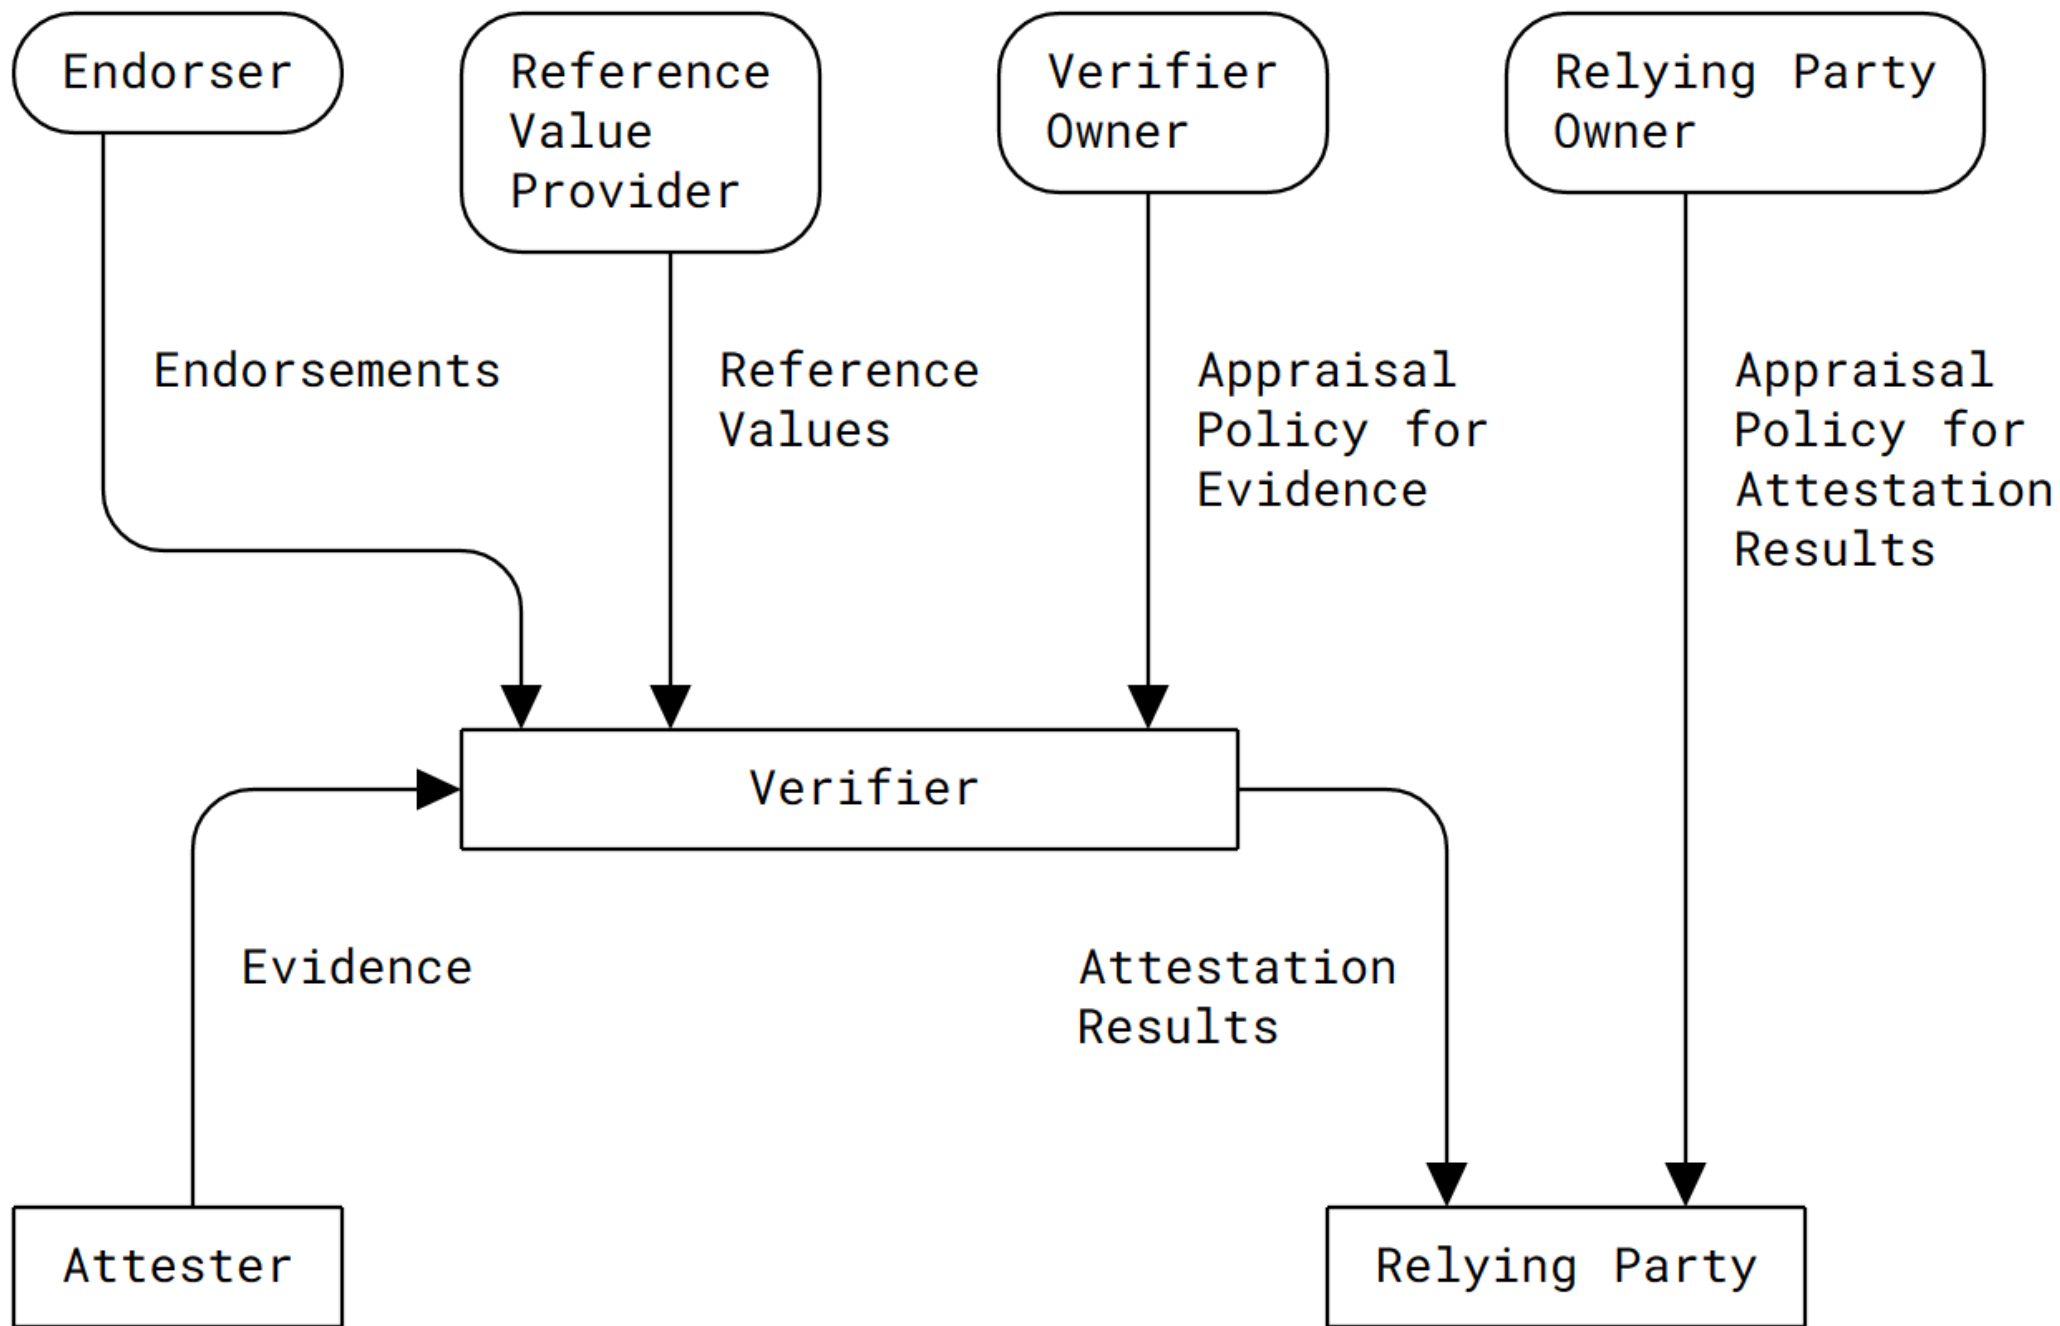 Endorser
Reference
Value
Provider
Verifier
Owner
Relying Party
Owner
Endorsements
Reference
Values
Appraisal
Policy for
Evidence
Appraisal
Policy for
Attestation
Results
Verifier
Evidence
Attestation
Results
Attester
Relying Party